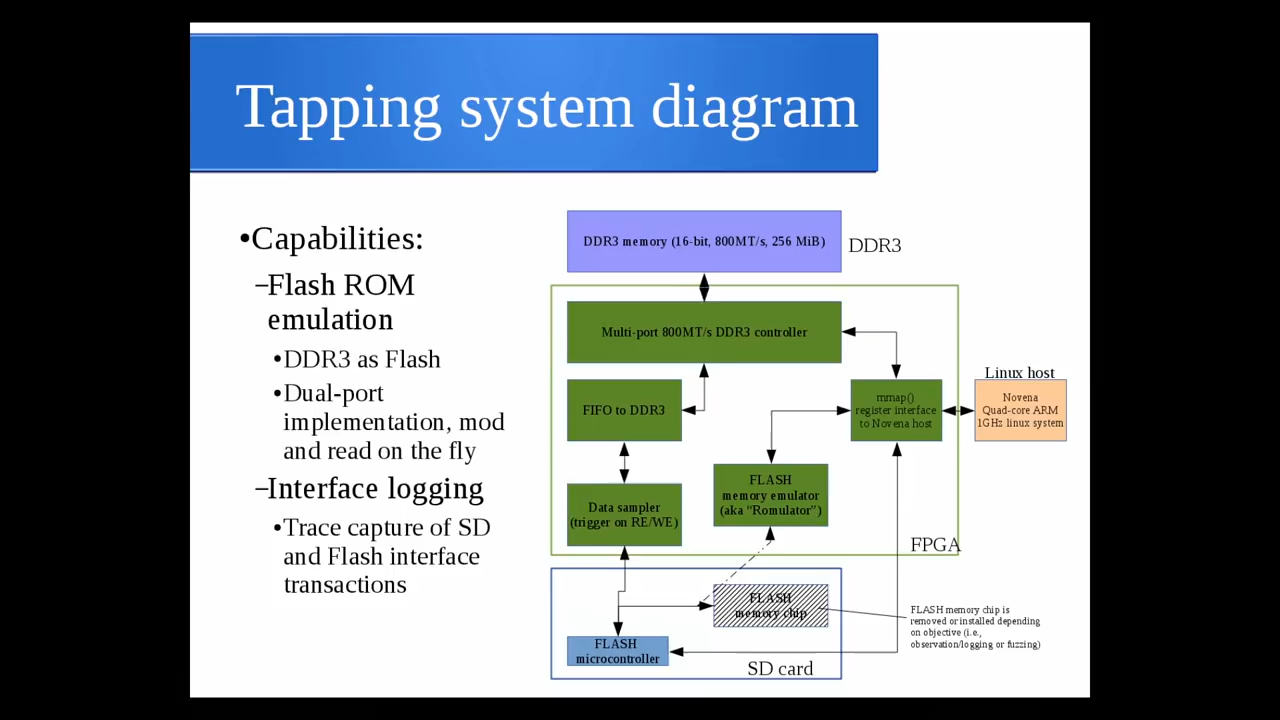 Tapping system diagram
•Capabilities:
–Flash ROM
emulation
•DDR3 as Flash
•Dual-port
implementation, mod
and read on the fly
–Interface logging
•Trace capture of SD
and Flash interface
transactions
DDR3 memory (16-bit, 800MT/s, 256 MiB)
DDR3
Multi-port 800MT/s DDR3 controller
FIFO to DDR3
mmap()
register interface
to Novena host
Linux host
Novena
Quad-core ARM
1GHz linux system
Data sampler
(trigger on RE/WE)
FLASH
memory emulator
(aka “Romulator”)
FPGA
FLASH
memory chip
FLASH memory chip is
removed or installed depending
on objective (i.e.,
observation/logging or fuzzing)
FLASH
microcontroller
SD card